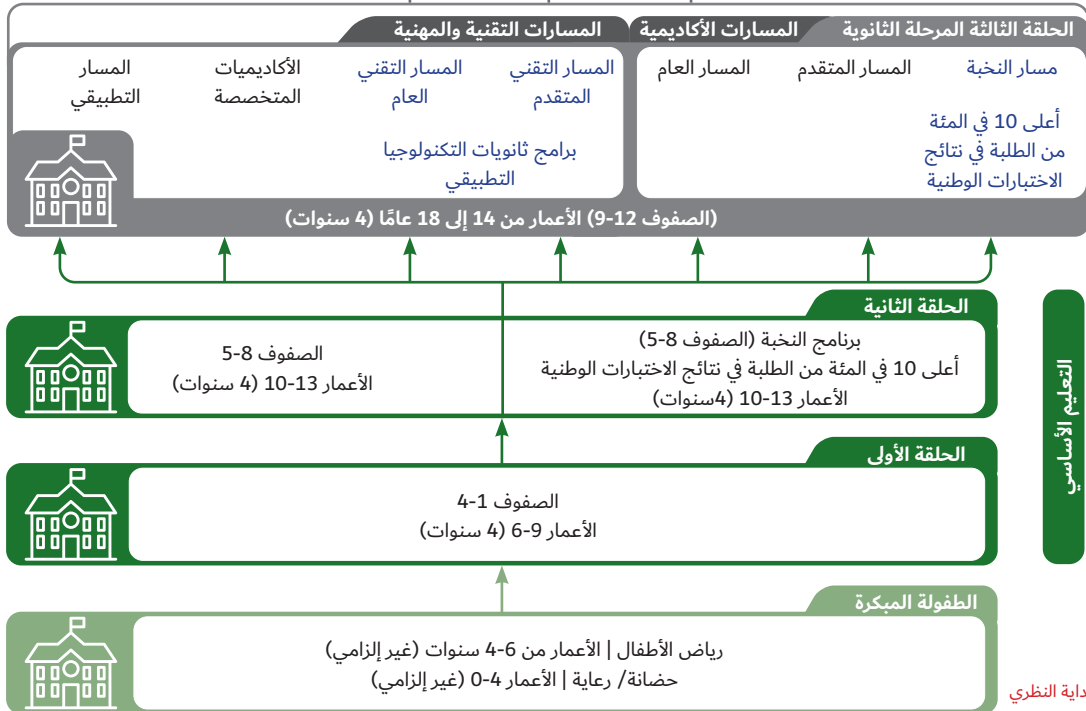 الحلقة الثالثة المرحلة الثانوية
المسارات الأكاديمية
المسارات التقنية والمهنية
مسار النخبة
أعلى 10 في المئة
من الطلبة في نتائج
الاختبارات الوطنية
المسار المتقدم
المسار العام
المسار التقني
المتقدم
المسار التقني
العام
برامج ثانويات التكنولوجيا
التطبيقي
الأكاديميات
المتخصصة
المسار
التطبيقي
(الصفوف 12-9) الأعمار من 14 إلى 18 عامًا (4 سنوات)
التعليم الأساسي
الحلقة الثانية
برنامج النخبة (الصفوف 8-5)
أعلى 10 في المئة من الطلبة في نتائج الاختبارات الوطنية
الأعمار 13-10 (4سنوات)
الصفوف 8-5
الأعمار 13-10 (4 سنوات)
الحلقة الأولى
الصفوف 1-4
الأعمار 9-6 (4 سنوات)
الطفولة المبكرة
رياض الأطفال | الأعمار من 6-4 سنوات (غير إلزامي)
حضانة/ رعاية | الأعمار 4-0 (غير إلزامي)
داية النظري